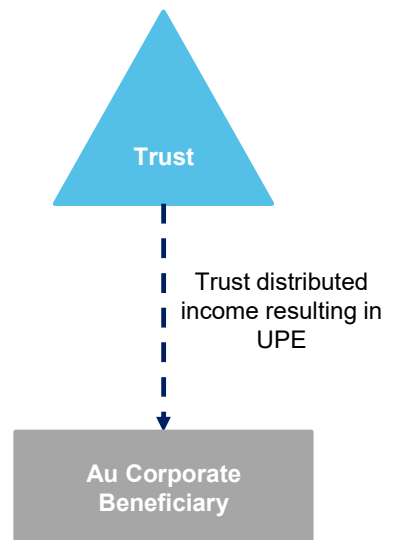 Trust
Trust distributed
income resulting in
UPE
Au Corporate
Beneficiary